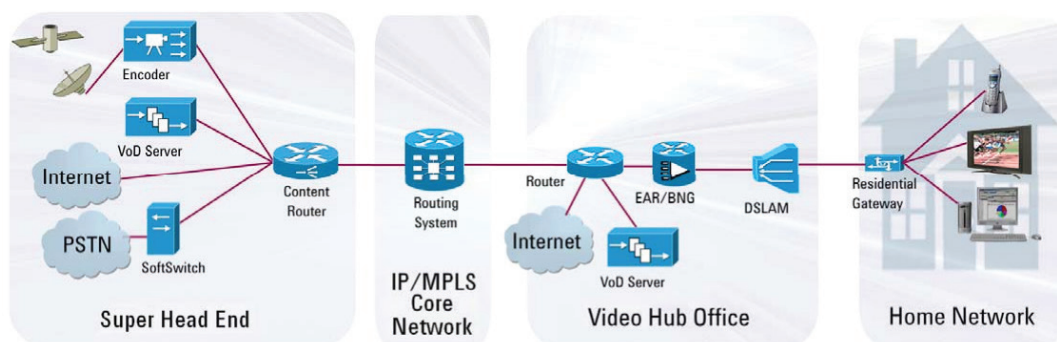 Encoder
VoD Server
Internet
PSTN
SoftSwitch
Content
Router
Super Head End
Routing
System
IP/MPLS
Core
Network
Router
Internet
EAR/BNG
VoD Server
DSLAM
Video Hub Office
Residential
Gateway
Home Network